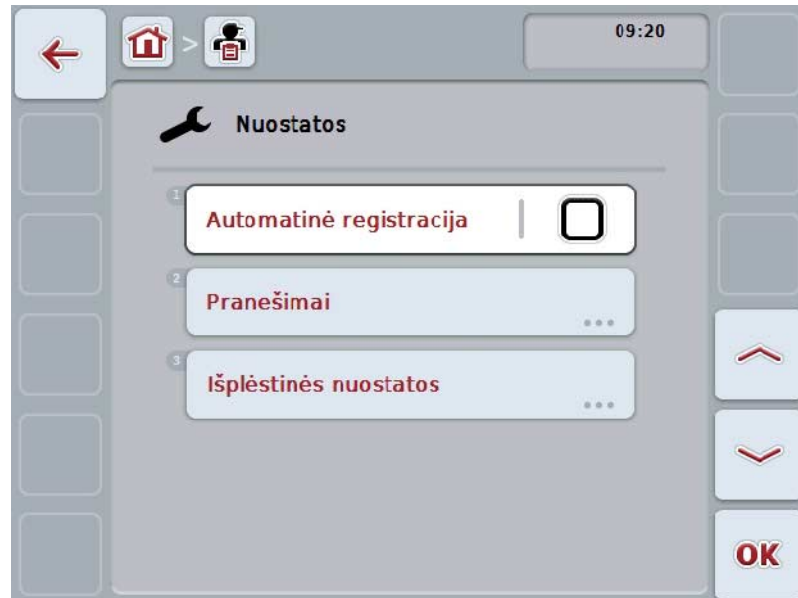 >
09:20
Nuostatos
1
Automatinė registracija
2
Pranešimai
...
3
Išplėstinės nuostatos
...
OK